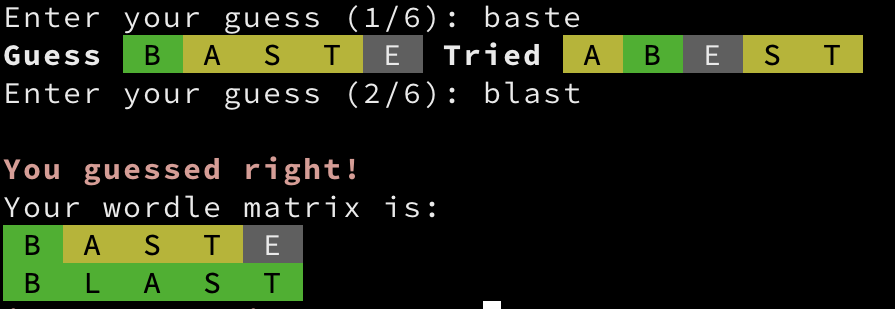 Enter your guess (1/6): baste
Guess B A S T E Tried A B E S T
Enter your guess (2/6): blast
You guessed right!
Your wordle matrix is:
B A S T E
B L A S T